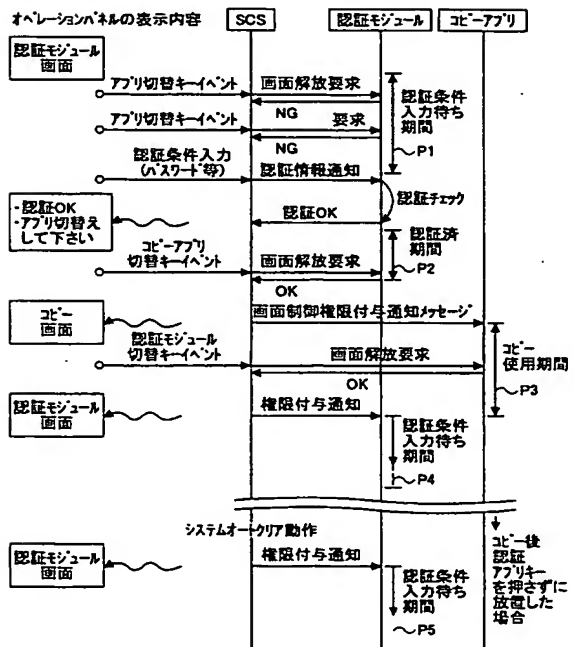 オペレーションパネルの表示内容
SCS
認証モジュール
コピーアプリ
認証モジュール
画面
アプリ切替キーイベント
画面解放要求
NG
アプリ切替キーイベント
要求
NG
認証条件
入力待ち
期間
P1
認証条件入力
(パスワード等)
認証情報通知
認証チェック
・認証OK
・アプリ切替え
して下さい
認証OK
認証済
期間
P2
コピーアプリ
切替キーイベント
画面解放要求
OK
コピー
画面
画面制御権限付与通知メッセージ
認証モジュール
切替キーイベント
画面解放要求
OK
コピー
使用期間
P3
認証モジュール
画面
権限付与通知
認証条件
入力待ち
期間
P4
システムオートクリア動作
認証モジュール
画面
権限付与通知
認証条件
入力待ち
期間
P5
コピー後
認証
アプリキー
を押さずに
放置した
場合